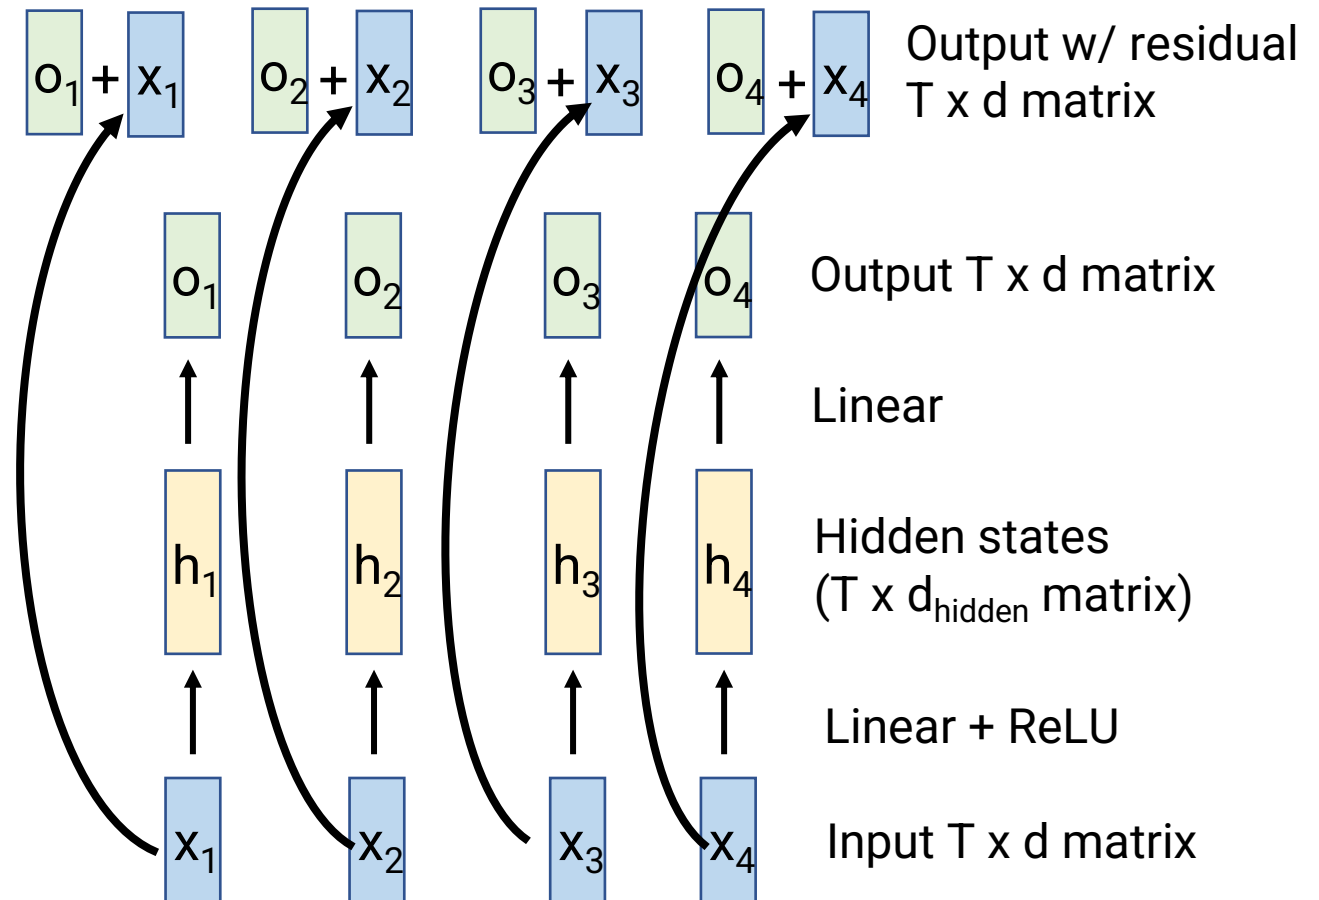 o₁ + x₁ o₂ + x₂ o₃ + x₃ o₄ + x₄
Output w/ residual
T x d matrix
o₁ o₂ o₃ o₄
Output T x d matrix
Linear
h₁ h₂ h₃ h₄
Hidden states
(T x d_hidden matrix)
Linear + ReLU
x₁ x₂ x₃ x₄
Input T x d matrix